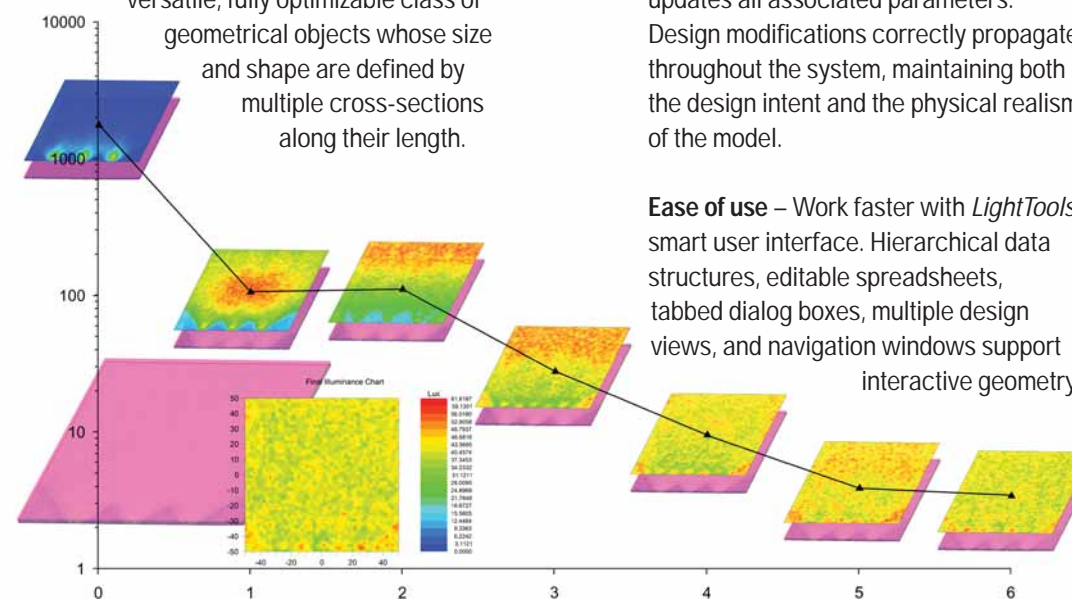 versatile, fully optimizable class of
geometrical objects whose size
and shape are defined by
multiple cross-sections
along their length.
updates all associated parameters.
Design modifications correctly propagate
throughout the system, maintaining both
the design intent and the physical realism
of the model.
Ease of use – Work faster with LightTools
smart user interface. Hierarchical data
structures, editable spreadsheets,
tabbed dialog boxes, multiple design
views, and navigation windows support
interactive geometry
10000
1000
100
10
1
0 1 2 3 4 5 6
Final Illuminance Chart
50
40
30
20
10
0
-10
-20
-30
-40
-50
-40 -20 0 20 40
Lux